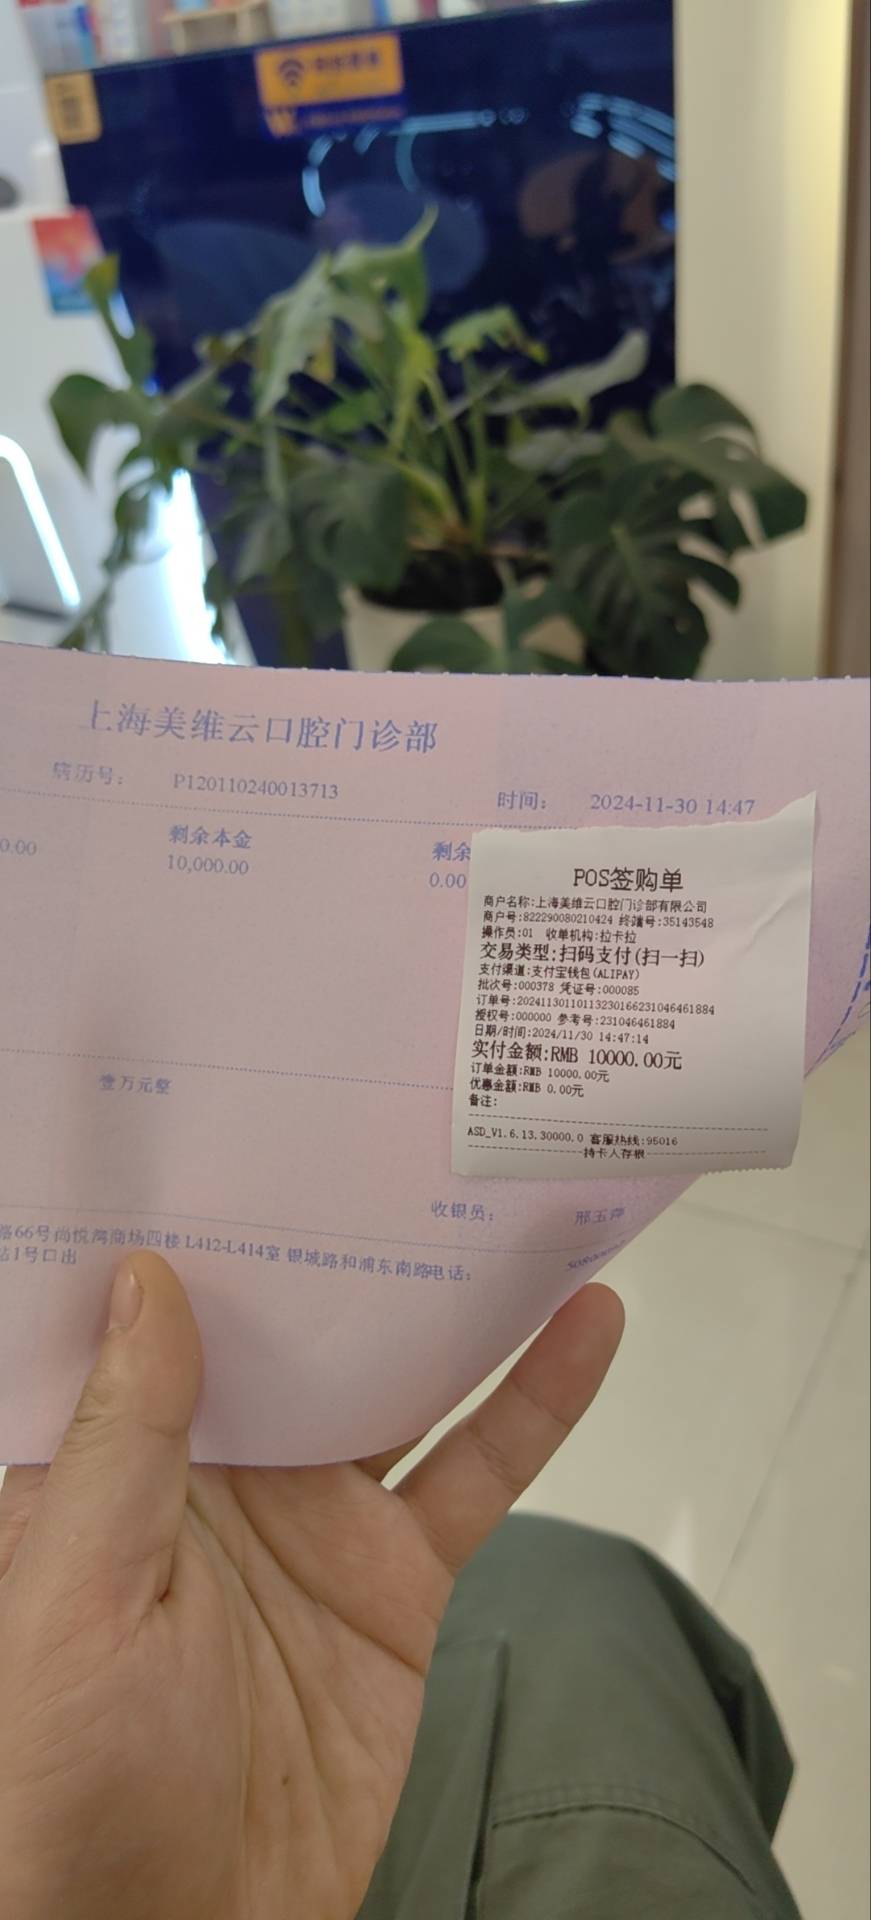 上海美维云口腔门诊部
病历号： P120110240013713
时间： 2024-11-30 14:47
剩余本金 剩余
0.00 10,000.00 0.00
POS签购单
商户名称:上海美维云口腔门诊部有限公司
商户号:822290080210424 终端号:35143548
操作员:01 收单机构:拉卡拉
交易类型:扫码支付(扫一扫)
支付渠道:支付宝钱包(ALIPAY)
批次号:000378 凭证号:000085
订单号:20241130110113230166231046461884
授权号:000000 参考号:231046461884
日期/时间:2024/11/30 14:47:14
实付金额:RMB 10000.00元
订单金额:RMB 10000.00元
优惠金额:RMB 0.00元
备注:
ASD_V1.6.13.30000.0 客服热线:95016
持卡人存根
壹万元整
收银员： 邢玉萍
路66号尚悦湾商场四楼 L412-L414室 银城路和浦东南路 电话：
站1号口出